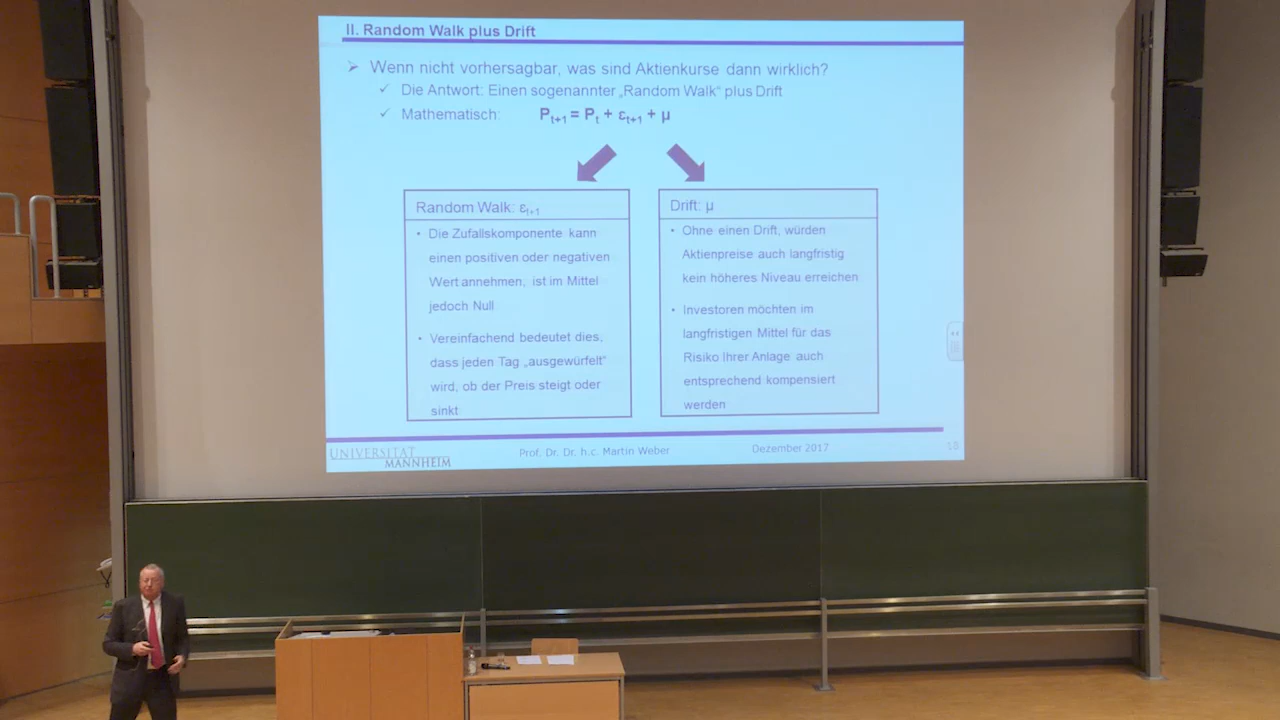 II. Random Walk plus Drift
➢ Wenn nicht vorhersagbar, was sind Aktienkurse dann wirklich?
✓ Die Antwort: Einen sogenannter „Random Walk" plus Drift
✓ Mathematisch: Pt+1 = Pt + εt+1 + μ
Random Walk: εt+1
• Die Zufallskomponente kann
einen positiven oder negativen
Wert annehmen, ist im Mittel
jedoch Null
• Vereinfachend bedeutet dies,
dass jeden Tag „ausgewürfelt"
wird, ob der Preis steigt oder
sinkt
Drift: μ
• Ohne einen Drift, würden
Aktienpreise auch langfristig
kein höheres Niveau erreichen
• Investoren möchten im
langfristigen Mittel für das
Risiko Ihrer Anlage auch
entsprechend kompensiert
werden
UNIVERSITÄT
MANNHEIM
Prof. Dr. Dr. h.c. Martin Weber
Dezember 2017